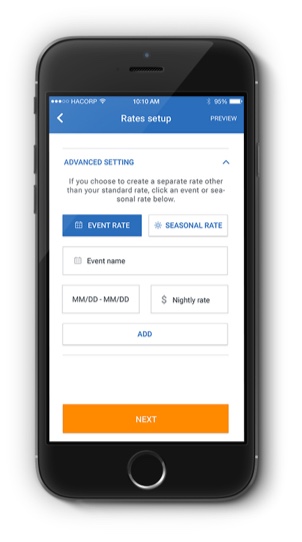 HACORP 10:10 AM 95%
Rates setup PREVIEW
ADVANCED SETTING
If you choose to create a separate rate other
than your standard rate, click an event or sea-
sonal rate below.
EVENT RATE SEASONAL RATE
Event name
MM/DD - MM/DD $ Nightly rate
ADD
NEXT